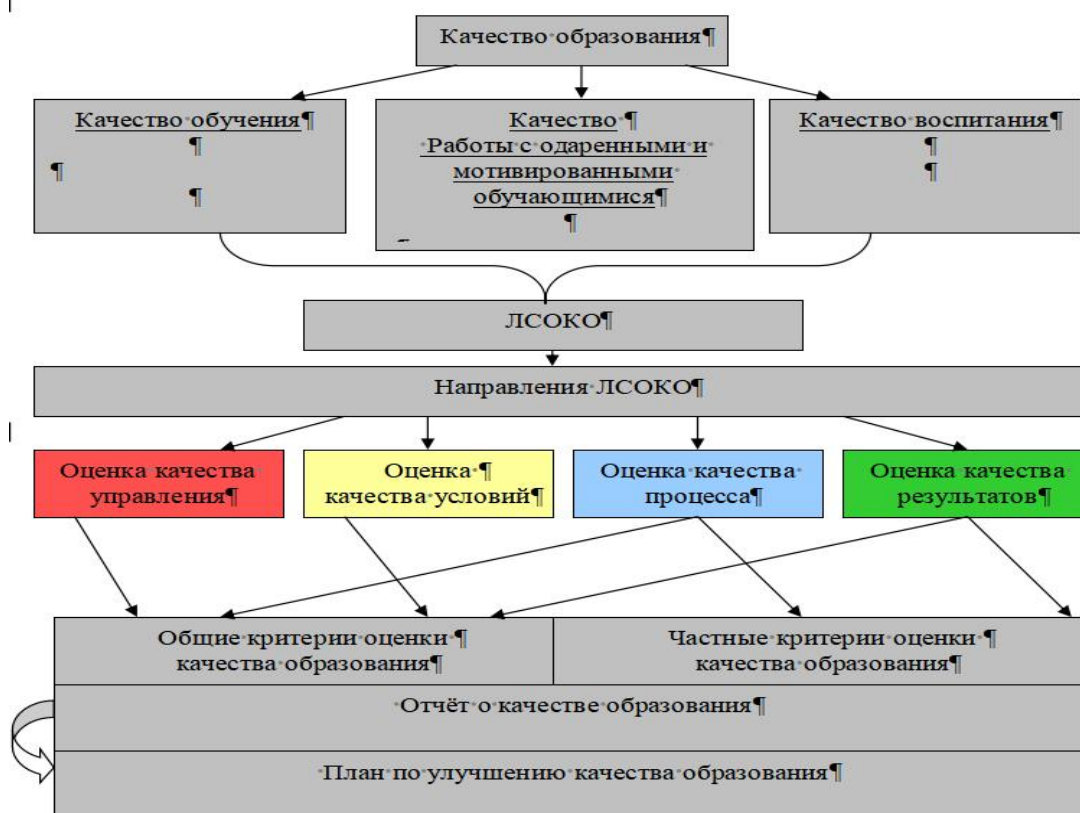 Качество образования¶
Качество обучения¶
¶
¶
¶
Качество ¶
Работы с одаренными и
мотивированными
обучающимися¶
¶
¶
Качество воспитания¶
¶
¶
ЛСОКО¶
Направления ЛСОКО¶
Оценка качества
управления¶
Оценка ¶
качества условий¶
Оценка качества
процесса¶
Оценка качества
результатов¶
Общие критерии оценки ¶
качества образования¶
Частные критерии оценки
качества образования¶
Отчёт о качестве образования¶
План по улучшению качества образования¶